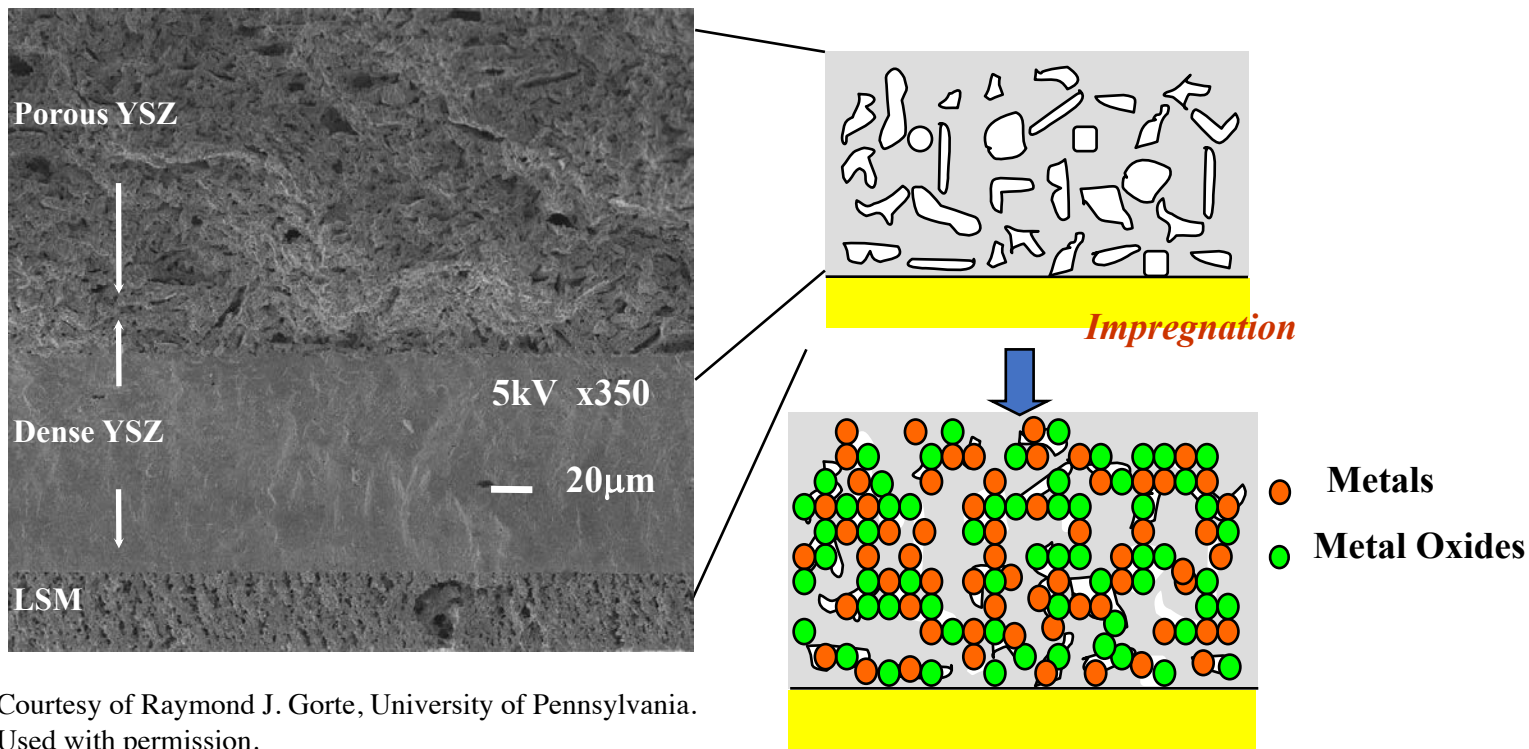 Porous YSZ
Dense YSZ
5kV x350
20μm
LSM
Impregnation
Metals
Metal Oxides
Courtesy of Raymond J. Gorte, University of Pennsylvania.
Used with permission.